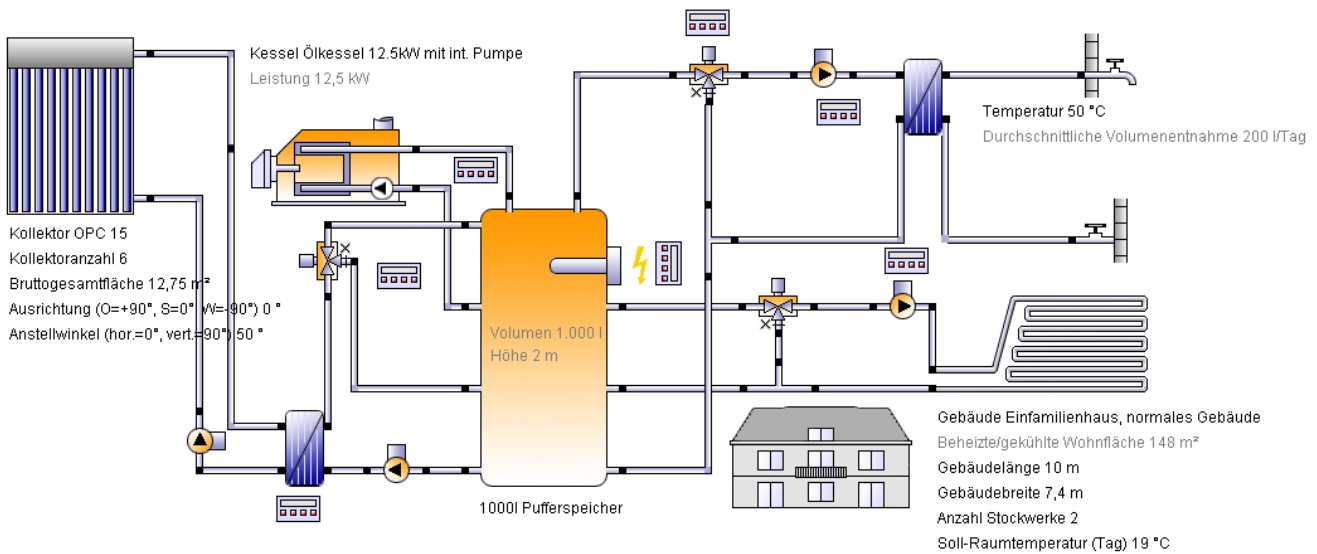 Kessel Ölkessel 12.5kW mit int. Pumpe
Leistung 12,5 kW
Temperatur 50 °C
Durchschnittliche Volumenentnahme 200 l/Tag
Kollektor OPC 15
Kollektoranzahl 6
Bruttogesamtfläche 12,75 m²
Ausrichtung (O=+90°, S=0°, W=-90°) 0 °
Anstellwinkel (hor.=0°, vert.=90°) 50 °
Volumen 1.000 l
Höhe 2 m
1000l Pufferspeicher
Gebäude Einfamilienhaus, normales Gebäude
Beheizte/gekühlte Wohnfläche 148 m²
Gebäudelänge 10 m
Gebäudebreite 7,4 m
Anzahl Stockwerke 2
Soll-Raumtemperatur (Tag) 19 °C